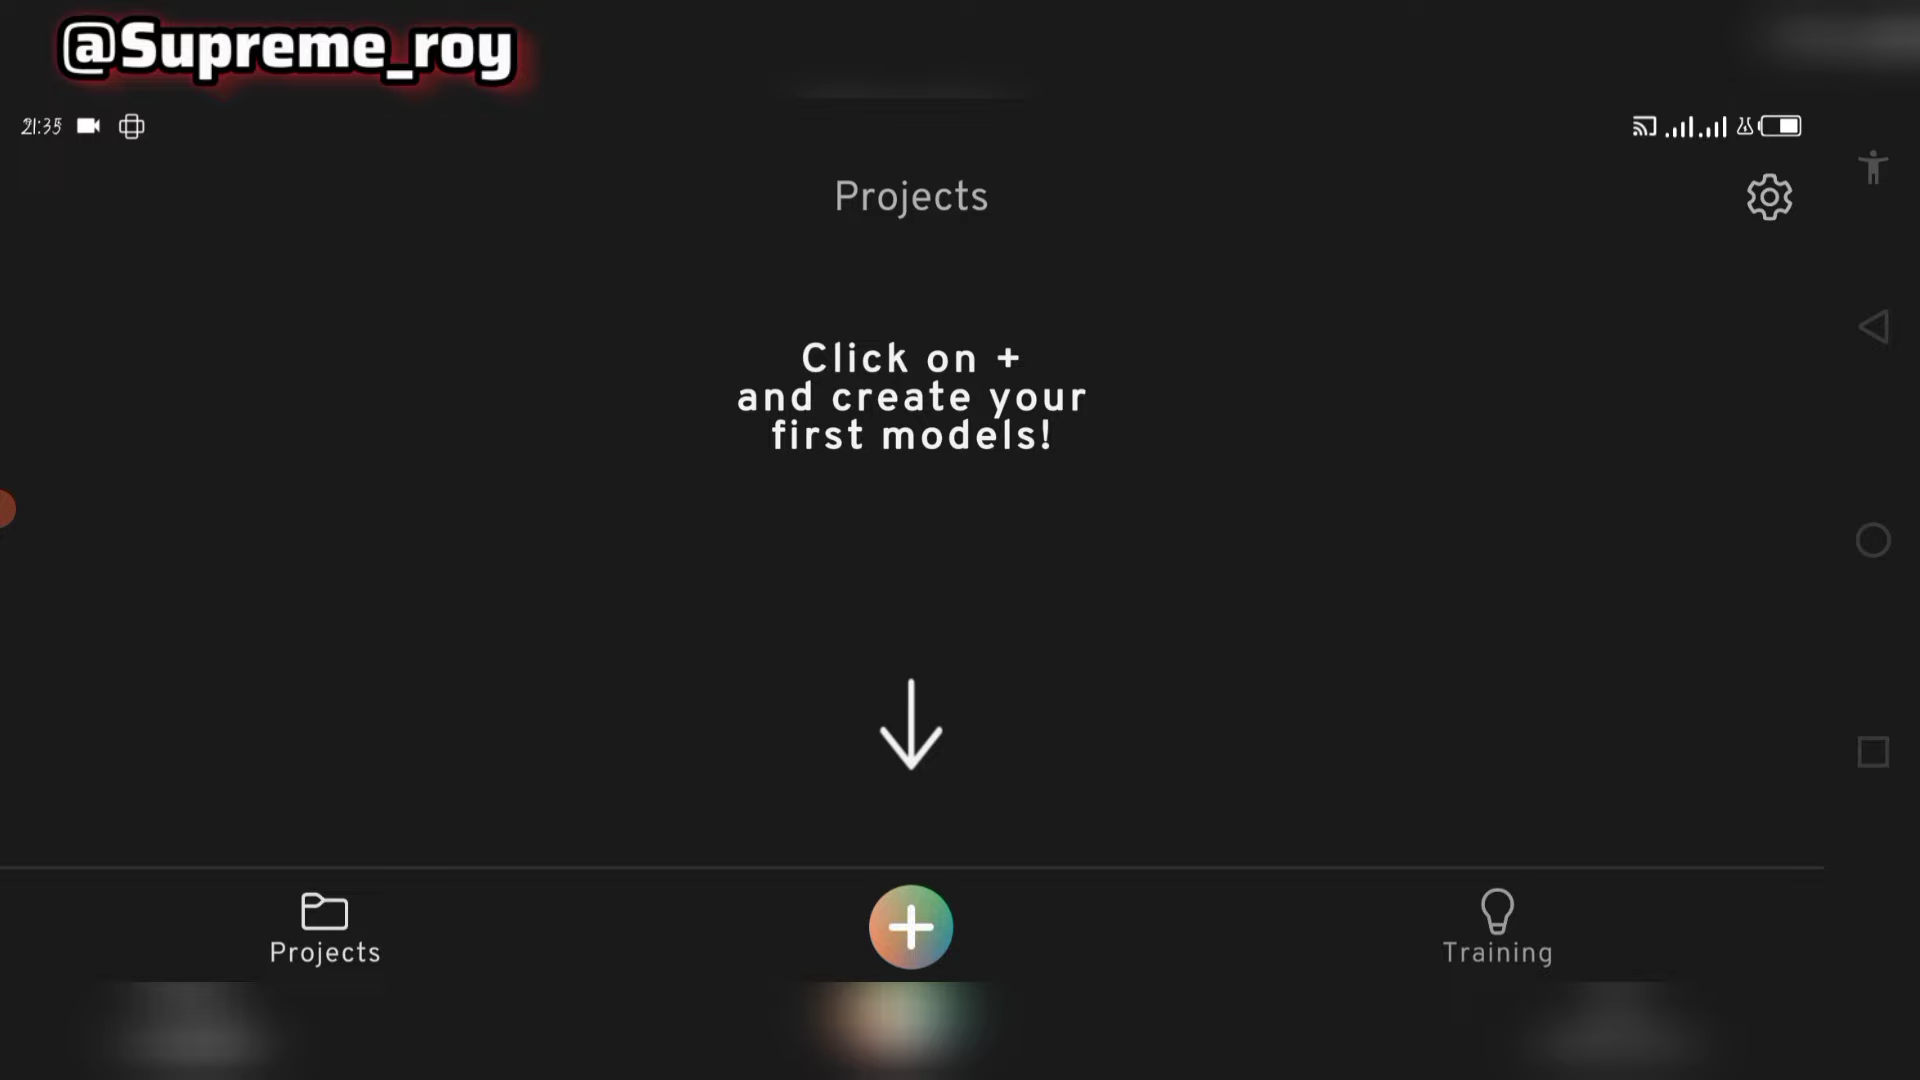 @Supreme_roy
21:35
Projects
Click on +
and create your
first models!
Projects
Training